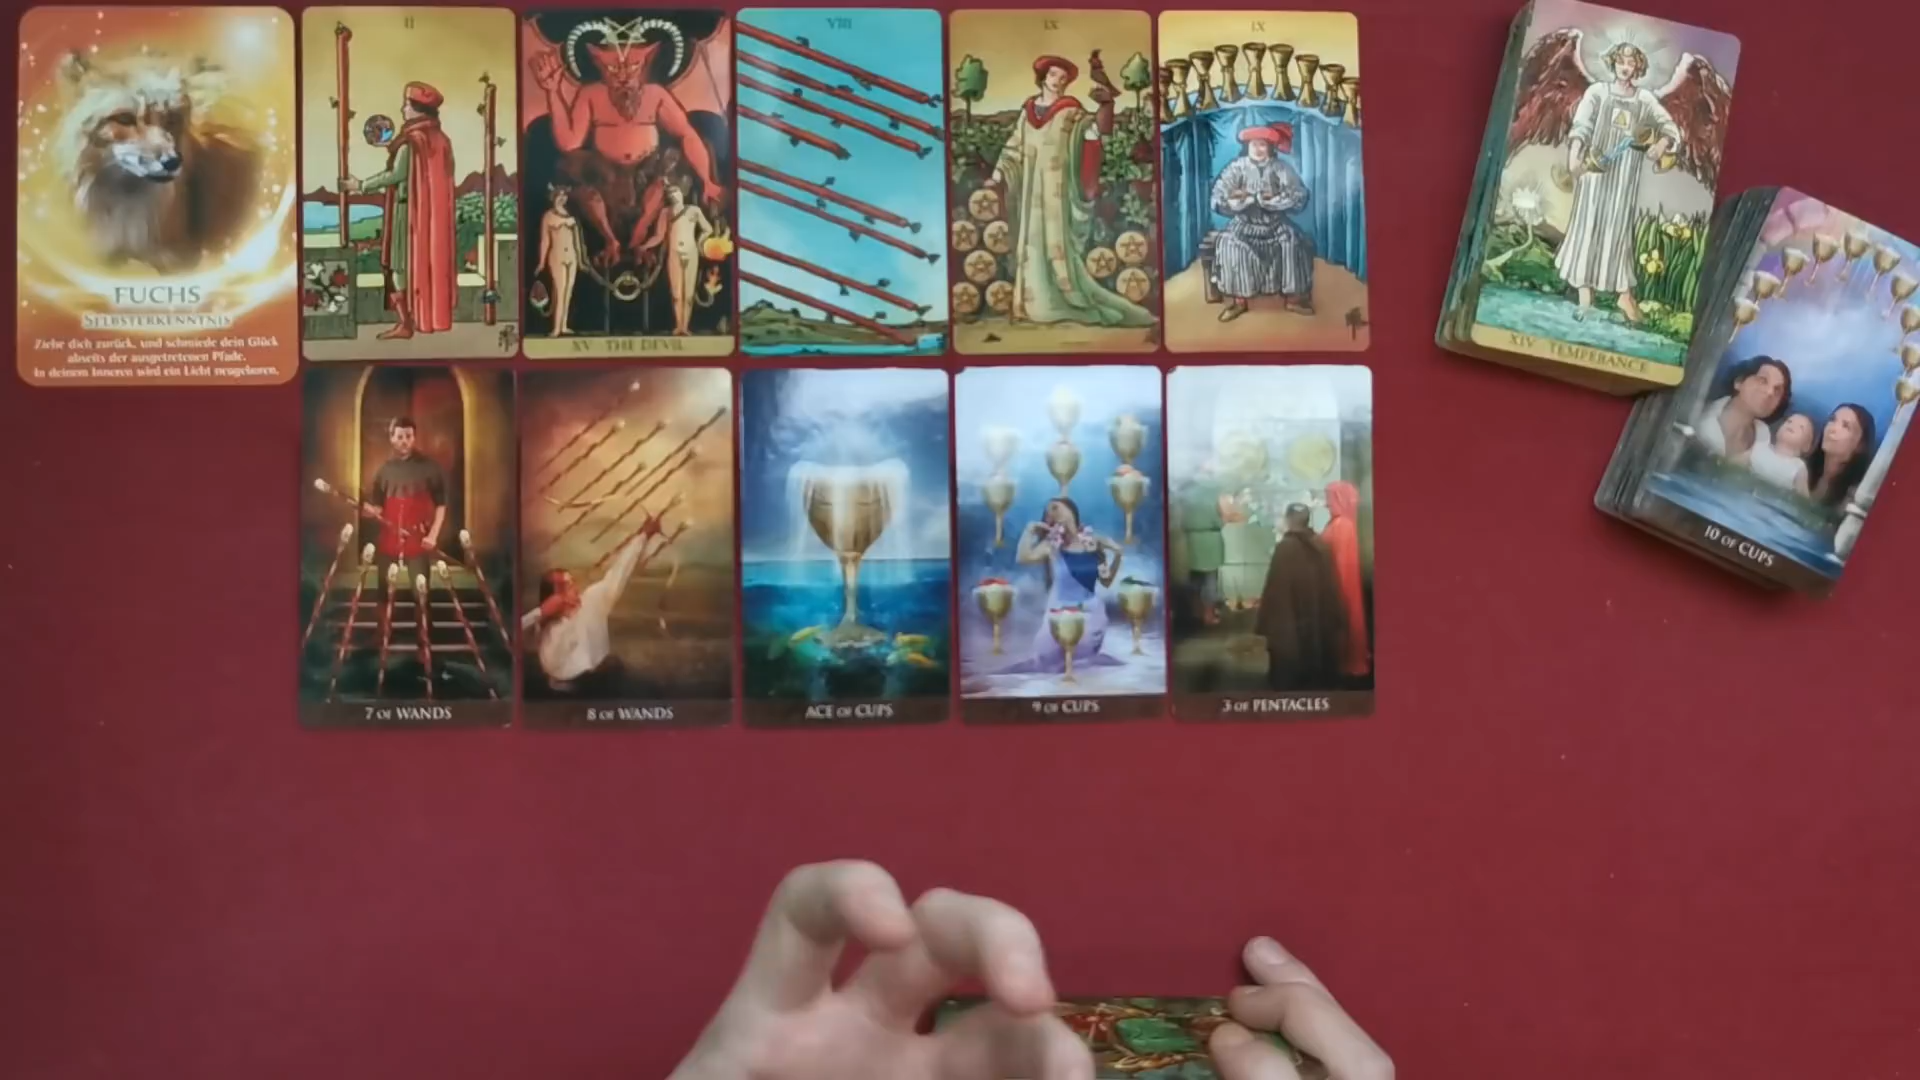 FUCHS
SELBSTERKENNTNIS
Ziehe dich zurück, und schmiede dein Glück
abseits der ausgetretenen Pfade.
In deinem Inneren wird ein Licht neugeboren.
II
XV THE DEVIL
VIII
IX
IX
XIV TEMPERANCE
10 OF CUPS
7 OF WANDS
8 OF WANDS
ACE OF CUPS
9 OF CUPS
3 OF PENTACLES